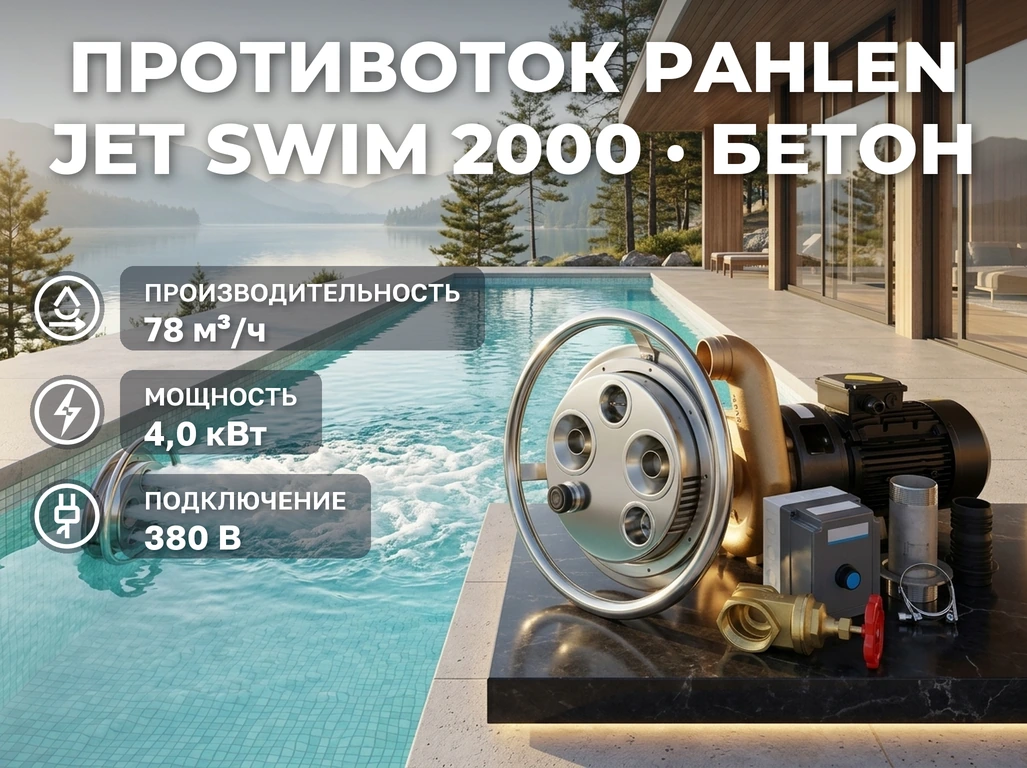 ПРОТИВОТОК PAHLEN
JET SWIM 2000 · БЕТОН
ПРОИЗВОДИТЕЛЬНОСТЬ
78 м³/ч
МОЩНОСТЬ
4,0 кВт
ПОДКЛЮЧЕНИЕ
380 В